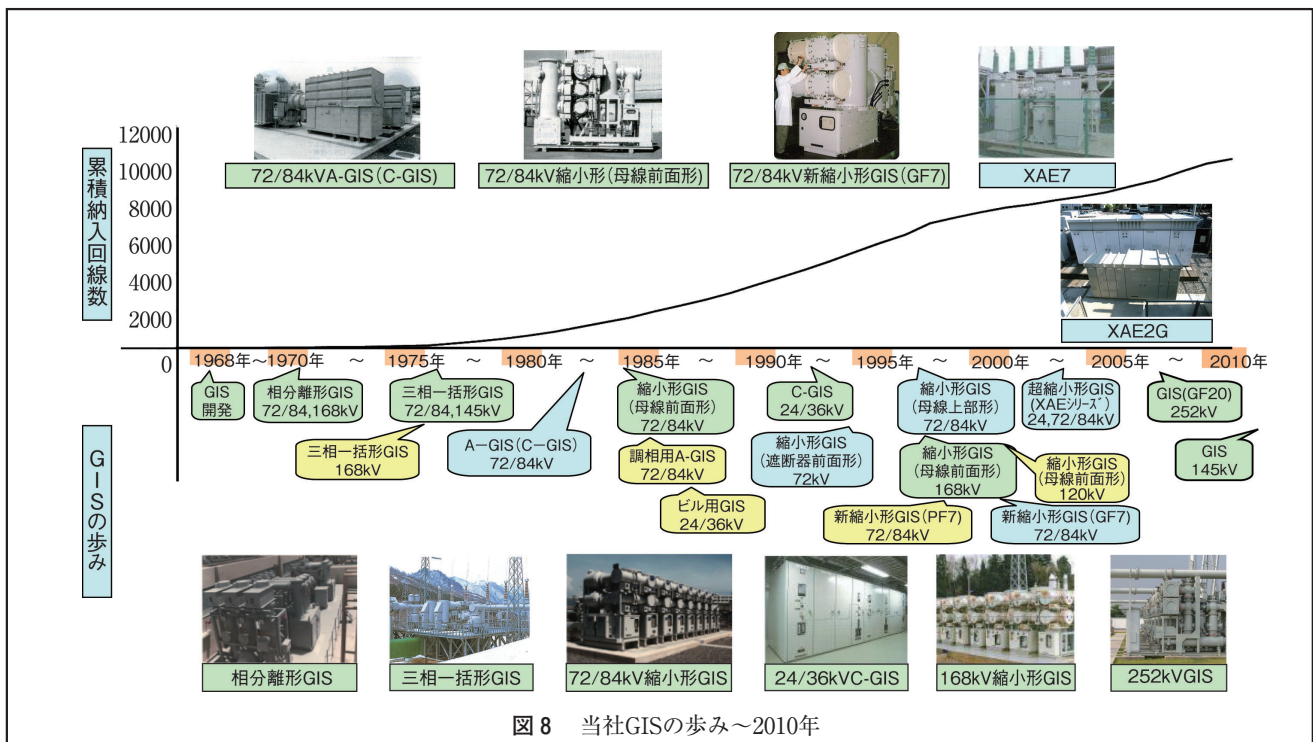 72/84kVA-GIS(C-GIS)
72/84kV縮小形(母線前面形)
72/84kV新縮小形GIS(GF7)
XAE7
XAE2G
累積納入回線数
12000
10000
8000
6000
4000
2000
0
1968年～1970年 ～ 1975年 ～ 1980年 ～ 1985年 ～ 1990年 ～ 1995年 ～ 2000年 ～ 2005年 ～ 2010年
GISの歩み
GIS
開発
相分離形GIS
72/84,168kV
三相一括形GIS
168kV
三相一括形GIS
72/84,145kV
A－GIS(C－GIS)
72/84kV
縮小形GIS
(母線前面形)
72/84kV
調相用A-GIS
72/84kV
ビル用GIS
24/36kV
C-GIS
24/36kV
縮小形GIS
(遮断器前面形)
72kV
新縮小形GIS(PF7)
72/84kV
縮小形GIS
(母線上部形)
72/84kV
縮小形GIS
(母線前面形)
168kV
超縮小形GIS
(XAEシリーズ)
24,72/84kV
縮小形GIS
(母線前面形)
120kV
新縮小形GIS(GF7)
72/84kV
GIS(GF20)
252kV
GIS
145kV
相分離形GIS
三相一括形GIS
72/84kV縮小形GIS
24/36kVC-GIS
168kV縮小形GIS
252kVGIS
図8 当社GISの歩み～2010年